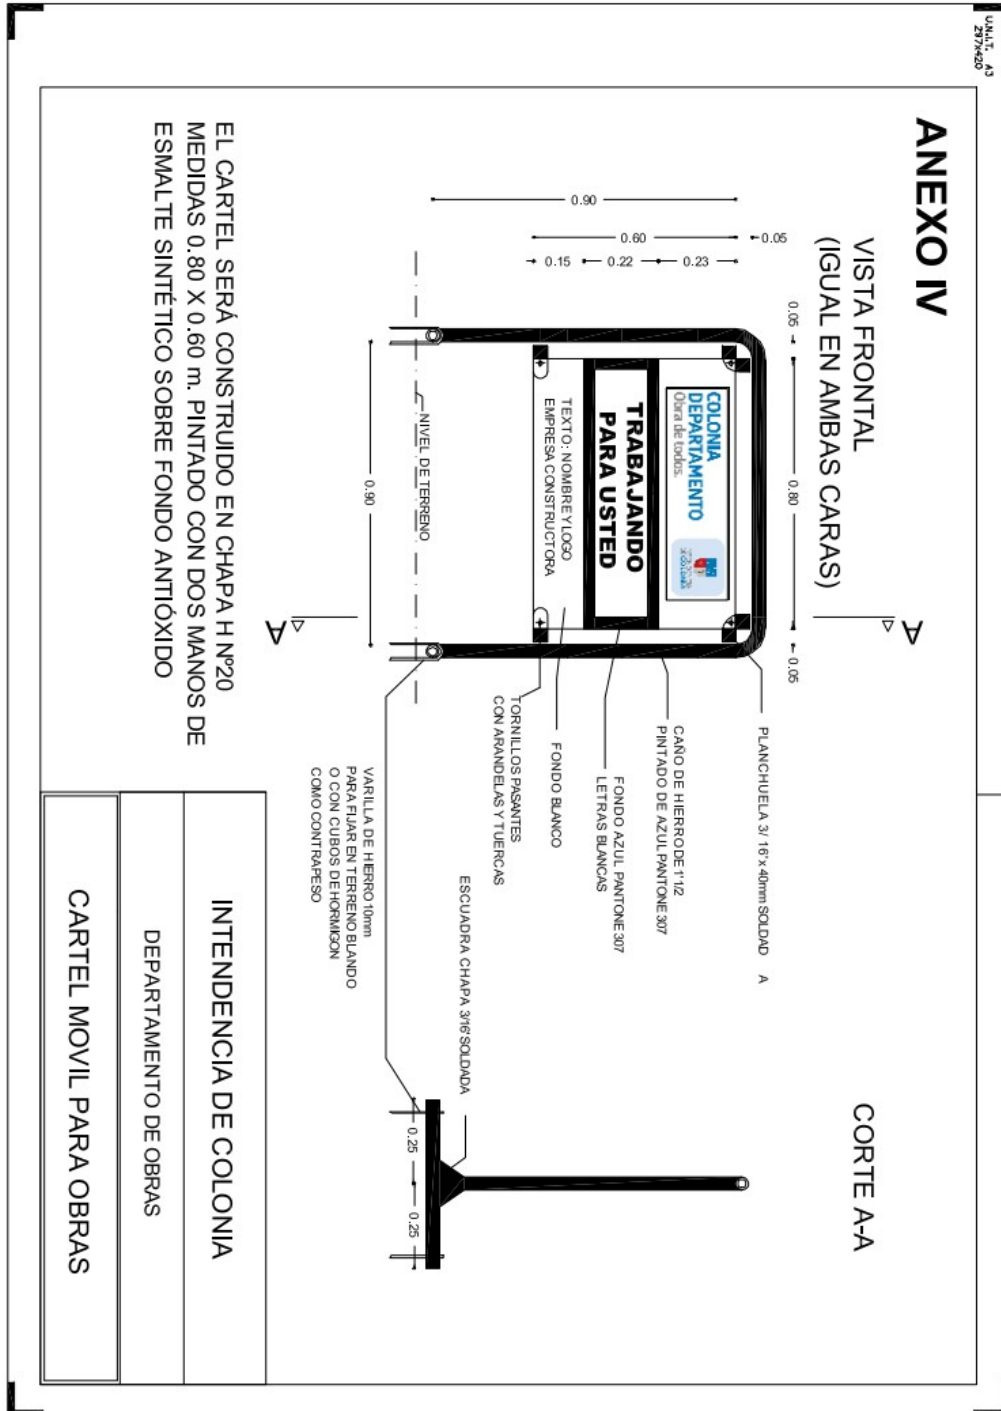 U.N.I.T. A3
297x420
ANEXO IV
VISTA FRONTAL
(IGUAL EN AMBAS CARAS)
CORTE A-A
A
A
0.05
0.80
0.05
0.90
0.60
0.05
0.15
0.22
0.23
COLONIA
DEPARTAMENTO
Obra de todos.
TRABAJANDO
PARA USTED
TEXTO: NOMBRE Y LOGO
EMPRESA CONSTRUCTORA
NIVEL DE TERRENO
0.90
PLANCHUELA 3/ 16'x 40mm SOLDAD A
CAÑO DE HIERRO DE 1'1/2
PINTADO DE AZUL PANTONE 307
FONDO AZUL PANTONE 307
LETRAS BLANCAS
FONDO BLANCO
TORNILLOS PASANTES
CON ARANDELAS Y TUERCAS
ESCUADRA CHAPA 3/16'SOLDADA
VARILLA DE HIERRO 10mm
PARA FIJAR EN TERRENO BLANDO
O CON CUBOS DE HORMIGON
COMO CONTRAPESO
0.25
0.25
EL CARTEL SERÁ CONSTRUIDO EN CHAPA H Nº20
MEDIDAS 0.80 X 0.60 m. PINTADO CON DOS MANOS DE
ESMALTE SINTÉTICO SOBRE FONDO ANTIÓXIDO
INTENDENCIA DE COLONIA
DEPARTAMENTO DE OBRAS
CARTEL MOVIL PARA OBRAS